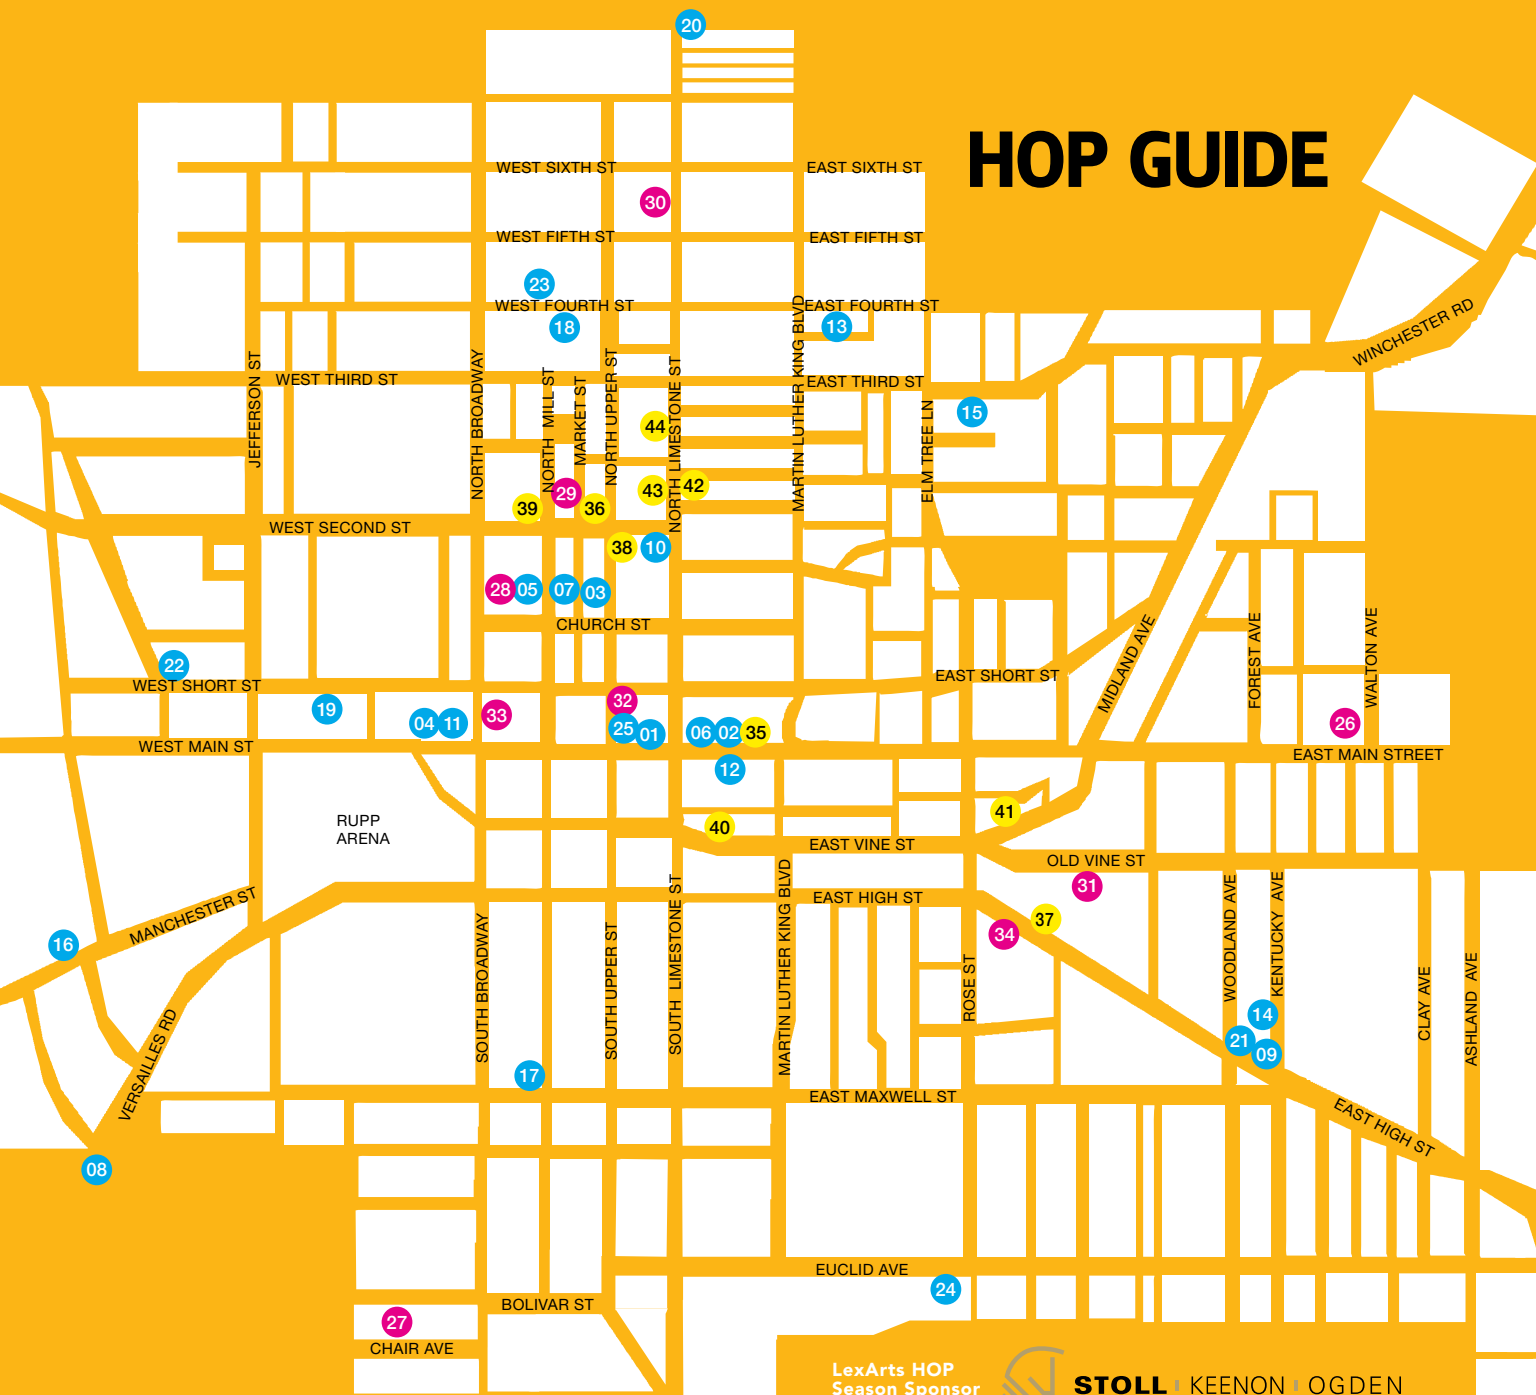 20
HOP GUIDE
WEST SIXTH ST
EAST SIXTH ST
30
WEST FIFTH ST
EAST FIFTH ST
23
WEST FOURTH ST
EAST FOURTH ST
18
13
WINCHESTER RD
WEST THIRD ST
EAST THIRD ST
JEFFERSON ST
NORTH BROADWAY
NORTH MILL ST
MARKET ST
NORTH UPPER ST
NORTH LIMESTONE ST
MARTIN LUTHER KING BLVD
ELM TREE LN
15
44
29
43
42
39
36
WEST SECOND ST
38
10
28
05
07
03
CHURCH ST
MIDLAND AVE
FOREST AVE
WALTON AVE
22
WEST SHORT ST
EAST SHORT ST
19
04
11
33
32
25
01
06
02
35
26
WEST MAIN ST
EAST MAIN STREET
12
RUPP
ARENA
40
41
EAST VINE ST
OLD VINE ST
31
EAST HIGH ST
37
34
MANCHESTER ST
16
VERSAILLES RD
SOUTH BROADWAY
SOUTH UPPER ST
SOUTH LIMESTONE ST
MARTIN LUTHER KING BLVD
ROSE ST
WOODLAND AVE
KENTUCKY AVE
CLAY AVE
ASHLAND AVE
14
21
09
17
EAST MAXWELL ST
EAST HIGH ST
08
EUCLID AVE
24
BOLIVAR ST
27
CHAIR AVE
LexArts HOP
Season Sponsor
STOLL | KEENON | OGDEN